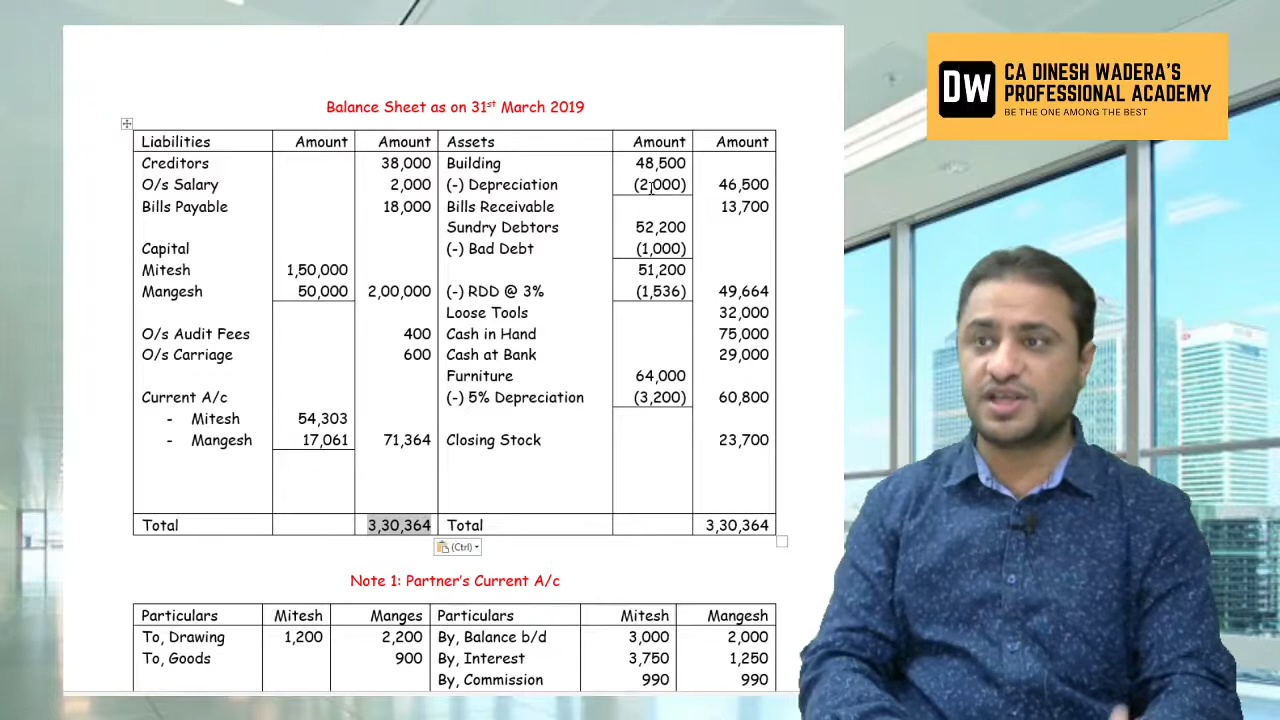 DW
CA DINESH WADERA'S
PROFESSIONAL ACADEMY
BE THE ONE AMONG THE BEST
Balance Sheet as on 31st March 2019
Liabilities Amount Amount Assets Amount Amount
Creditors 38,000 Building 48,500
O/s Salary 2,000 (-) Depreciation (2,000) 46,500
Bills Payable 18,000 Bills Receivable 13,700
Sundry Debtors 52,200
Capital (-) Bad Debt (1,000)
Mitesh 1,50,000 51,200
Mangesh 50,000 2,00,000 (-) RDD @ 3% (1,536) 49,664
Loose Tools 32,000
O/s Audit Fees 400 Cash in Hand 75,000
O/s Carriage 600 Cash at Bank 29,000
Furniture 64,000
Current A/c (-) 5% Depreciation (3,200) 60,800
- Mitesh 54,303
- Mangesh 17,061 71,364 Closing Stock 23,700
Total 3,30,364 Total 3,30,364
(Ctrl)
Note 1: Partner's Current A/c
Particulars Mitesh Manges Particulars Mitesh Mangesh
To, Drawing 1,200 2,200 By, Balance b/d 3,000 2,000
To, Goods 900 By, Interest 3,750 1,250
By, Commission 990 990